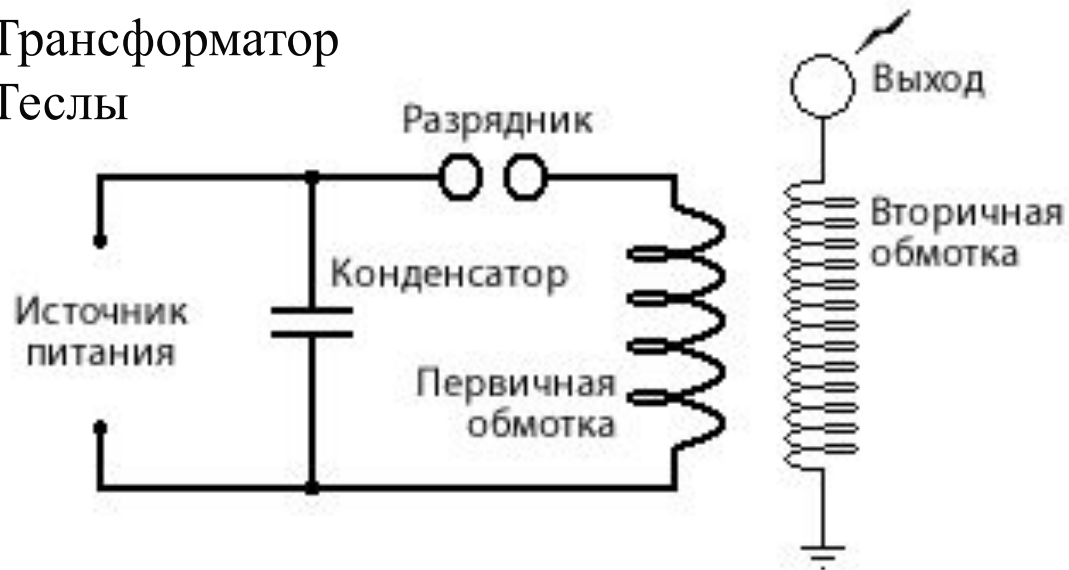 Трансформатор
Теслы
Разрядник
Выход
Вторичная
обмотка
Конденсатор
Источник
питания
Первичная
обмотка